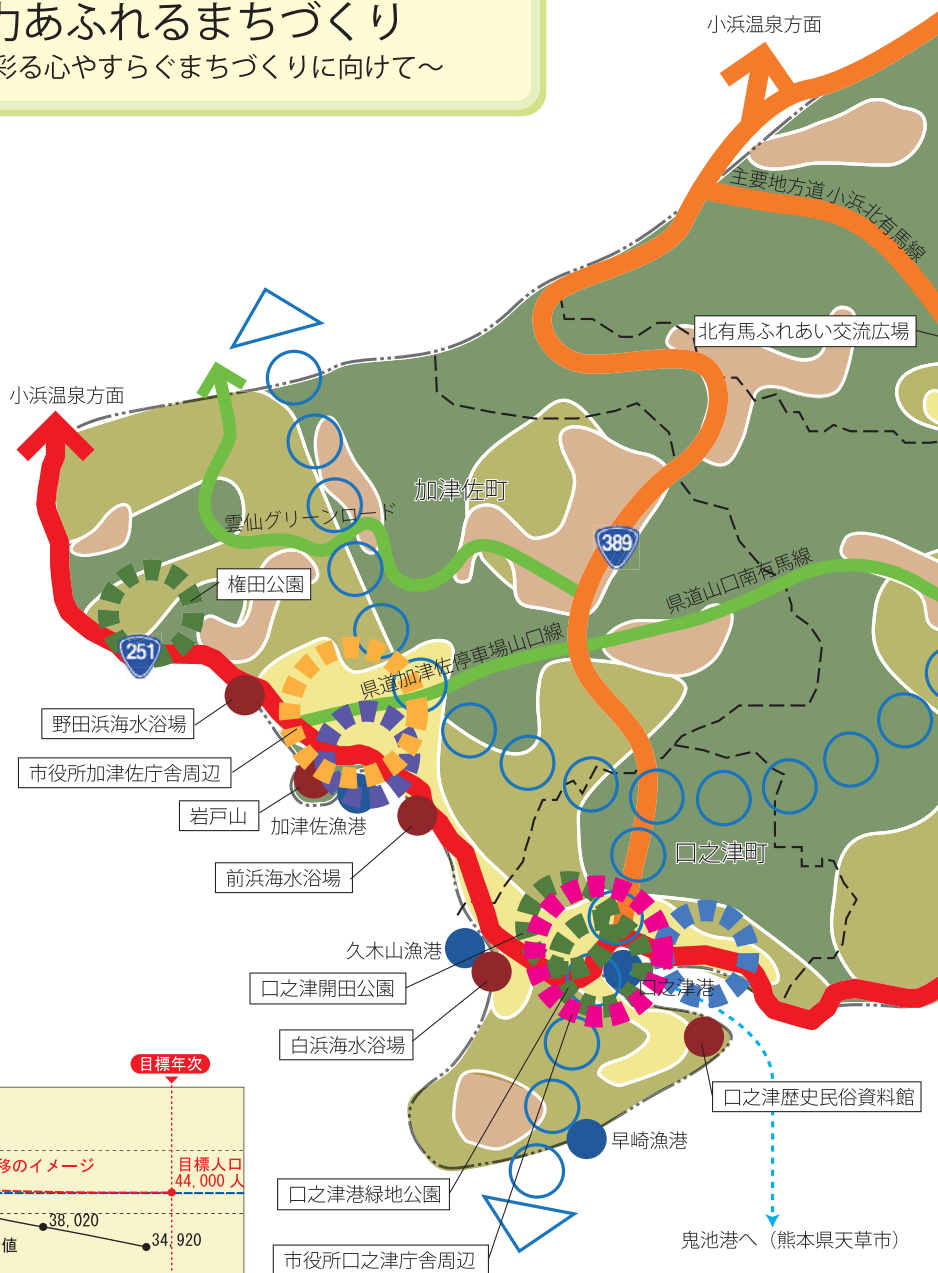 力あふれるまちづくり
彩る心やすらぐまちづくりに向けて～
小浜温泉方面
主要地方道小浜北有馬線
北有馬ふれあい交流広場
小浜温泉方面
加津佐町
雲仙グリーンロード
389
県道山口南有馬線
権田公園
251
県道加津佐停車場山口線
野田浜海水浴場
市役所加津佐庁舎周辺
岩戸山
加津佐漁港
前浜海水浴場
口之津町
久木山漁港
口之津開田公園
口之津港
白浜海水浴場
口之津歴史民俗資料館
早崎漁港
口之津港緑地公園
鬼池港へ（熊本県天草市）
市役所口之津庁舎周辺
目標年次
移のイメージ
目標人口
44,000 人
38,020
34,920
値